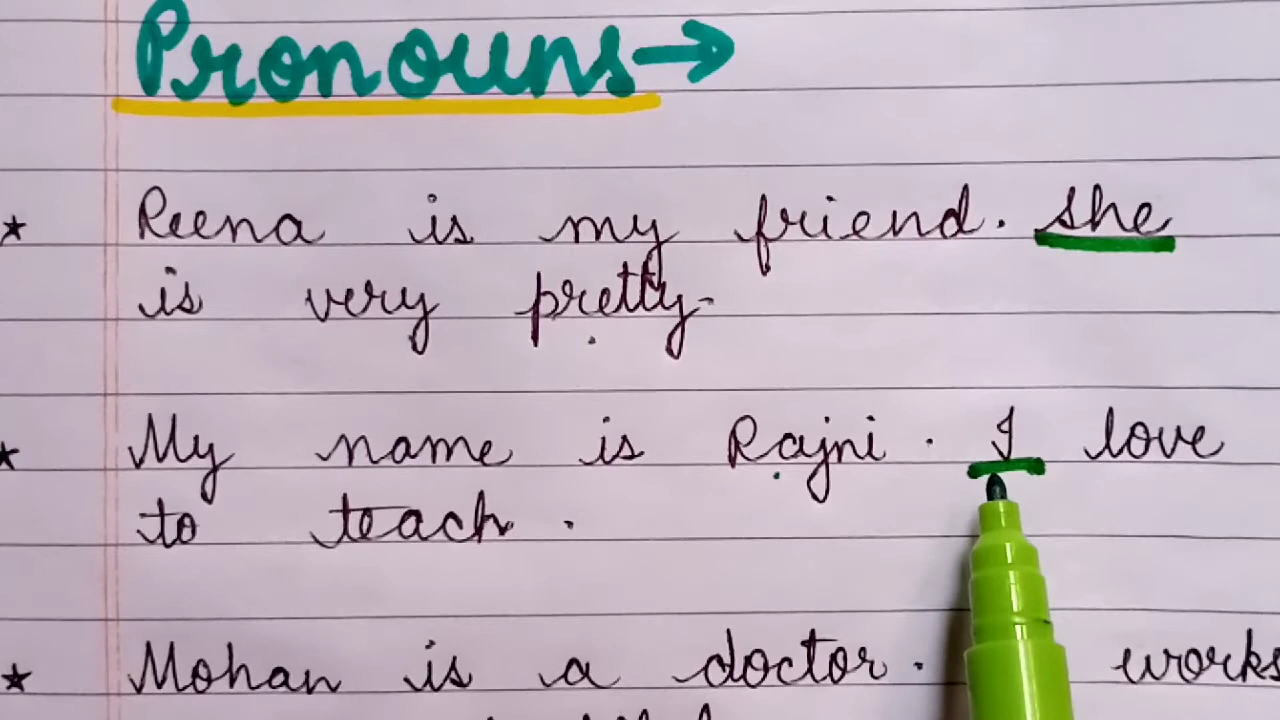 Pronouns→
★ Reena is my friend. she
is very pretty.
★ My name is Rajni. I love
to teach.
★ Mohan is a doctor. works